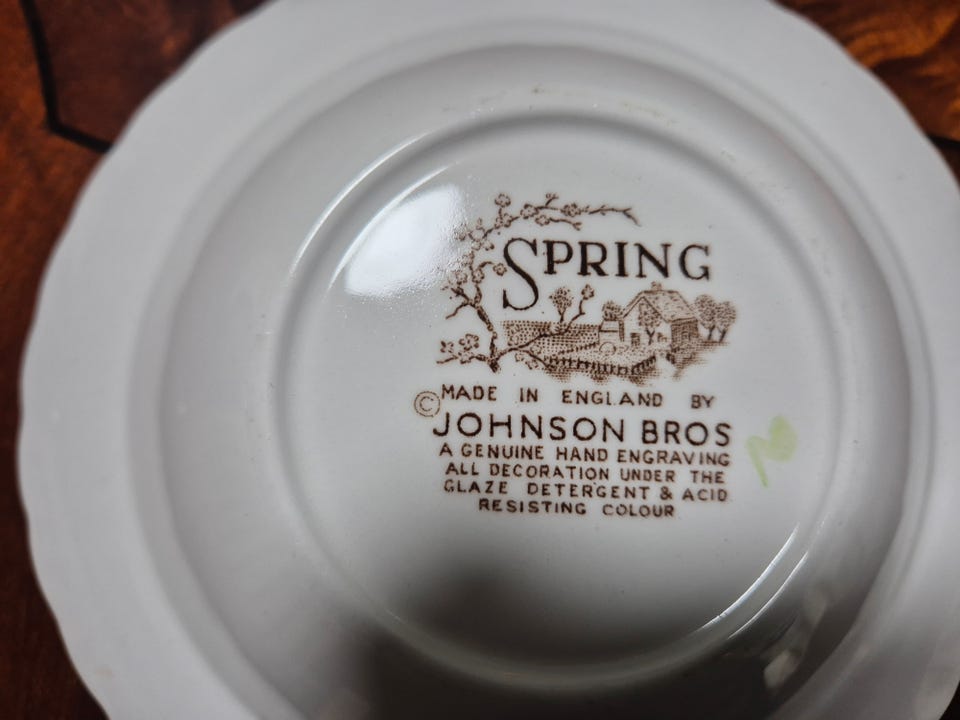 SPRING
© MADE IN ENGLAND BY
JOHNSON BROS
A GENUINE HAND ENGRAVING
ALL DECORATION UNDER THE
GLAZE DETERGENT & ACID
RESISTING COLOUR